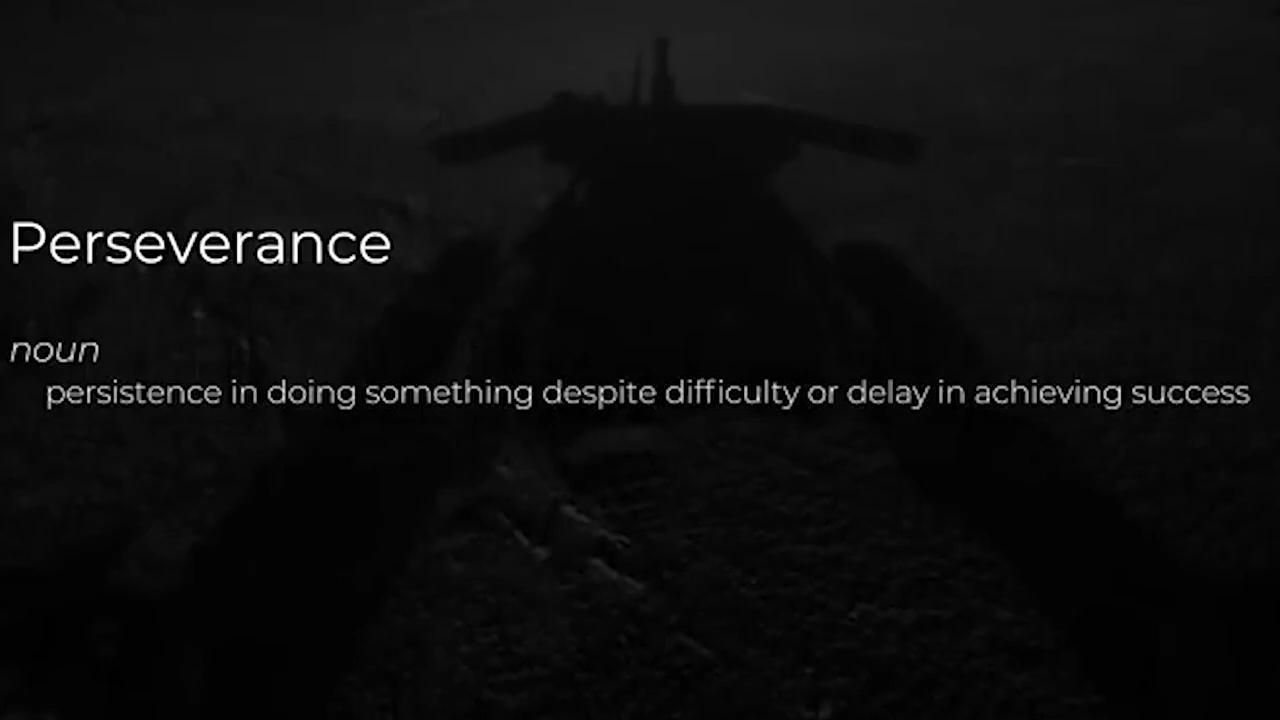 Perseverance
noun
persistence in doing something despite difficulty or delay in achieving success